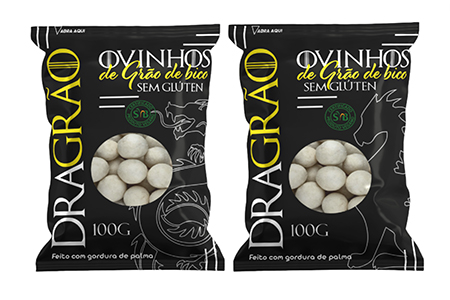 ABRA AQUI
DRAGRÃO
OVINHOS
de Grão de bico
SEM GLÚTEN
100G
Feito com gordura de palma
ABRA AQUI
DRAGRÃO
OVINHOS
de Grão de bico
SEM GLÚTEN
100G
Feito com gordura de palma